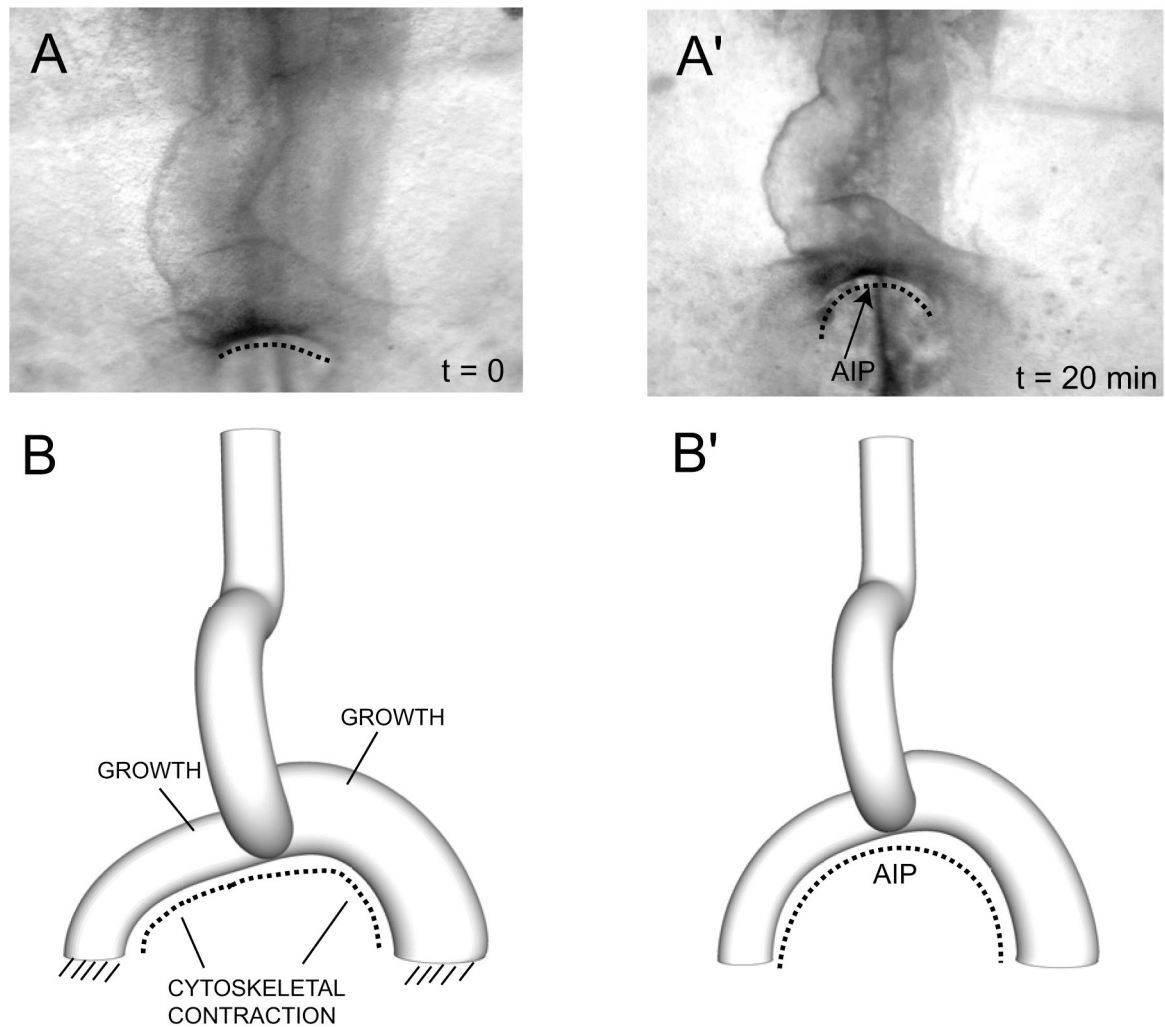 A
t = 0
A'
AIP
t = 20 min
B
GROWTH
GROWTH
CYTOSKELETAL
CONTRACTION
B'
AIP